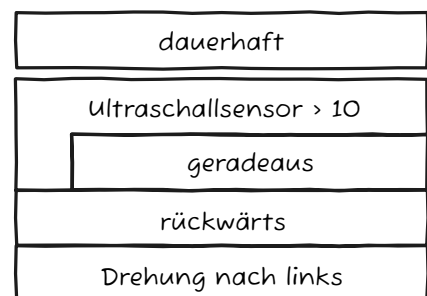 dauerhaft
Ultraschallsensor > 10
geradeaus
rückwärts
Drehung nach links